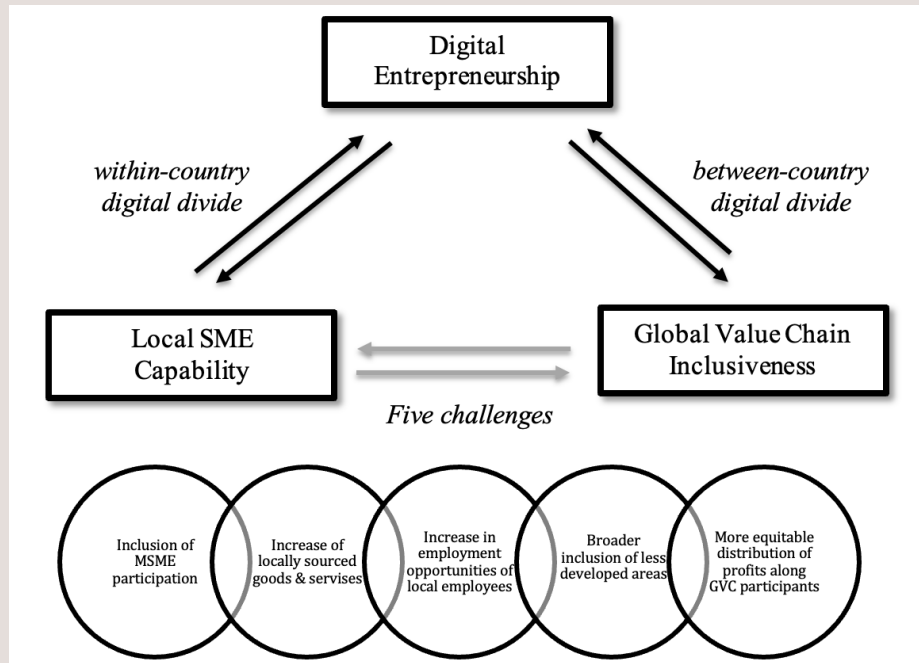 Digital
Entrepreneurship
within-country
digital divide
between-country
digital divide
Local SME
Capability
Global Value Chain
Inclusiveness
Five challenges
Inclusion of
MSME
participation
Increase of
locally sourced
goods & servises
Increase in
employment
opportunities of
local employees
Broader
inclusion of less
developed areas
More equitable
distribution of
profits along
GVC participants